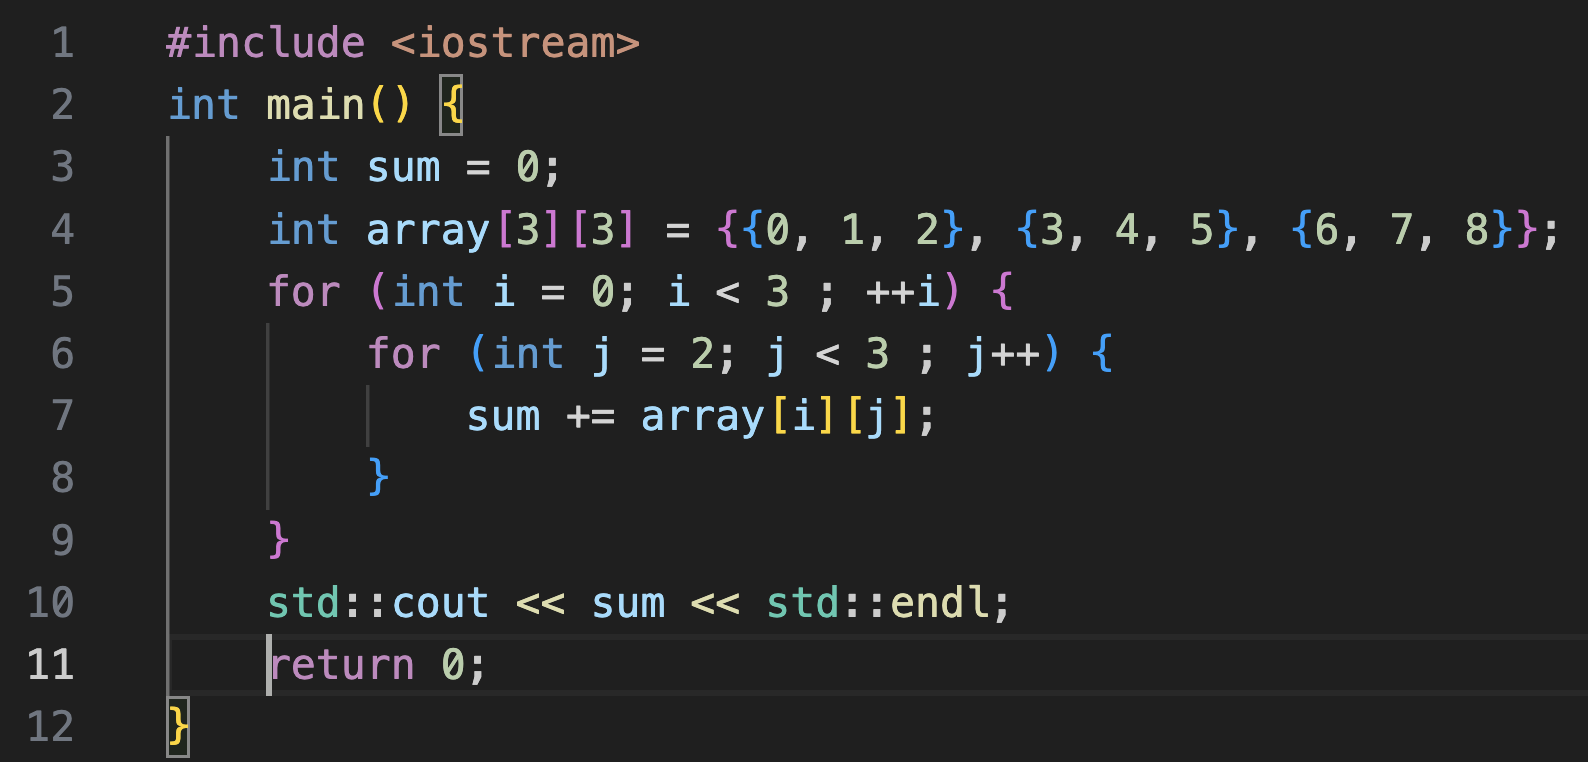 1 #include <iostream>
2 int main() {
3     int sum = 0;
4     int array[3][3] = {{0, 1, 2}, {3, 4, 5}, {6, 7, 8}};
5     for (int i = 0; i < 3 ; ++i) {
6         for (int j = 2; j < 3 ; j++) {
7             sum += array[i][j];
8         }
9     }
10     std::cout << sum << std::endl;
11     return 0;
12 }